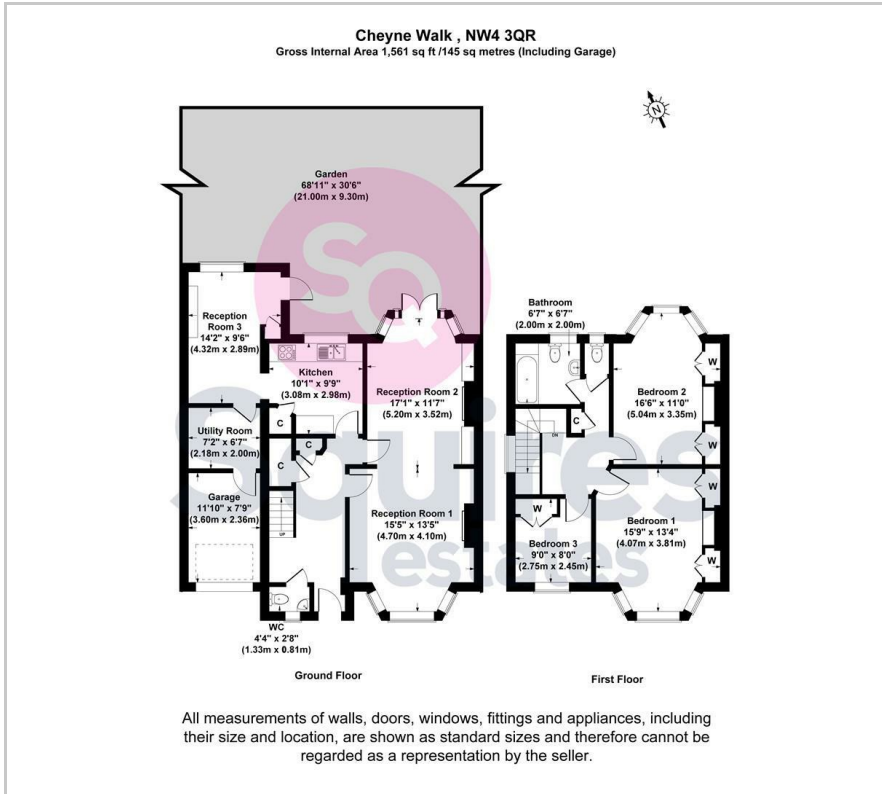 Cheyne Walk , NW4 3QR
Gross Internal Area 1,561 sq ft /145 sq metres (Including Garage)
N
Garden
68'11" x 30'6"
(21.00m x 9.30m)
SQ
Squires
estates
Reception
Room 3
14'2" x 9'6"
(4.32m x 2.89m)
Kitchen
10'1" x 9'9"
(3.08m x 2.98m)
Reception Room 2
17'1" x 11'7"
(5.20m x 3.52m)
Utility Room
7'2" x 6'7"
(2.18m x 2.00m)
C
C
C
Garage
11'10" x 7'9"
(3.60m x 2.36m)
UP
Reception Room 1
15'5" x 13'5"
(4.70m x 4.10m)
WC
4'4" x 2'8"
(1.33m x 0.81m)
Ground Floor
Bathroom
6'7" x 6'7"
(2.00m x 2.00m)
C
DN
Bedroom 2
16'6" x 11'0"
(5.04m x 3.35m)
W
W
W
W
W
Bedroom 1
15'9" x 13'4"
(4.07m x 3.81m)
Bedroom 3
9'0" x 8'0"
(2.75m x 2.45m)
First Floor
All measurements of walls, doors, windows, fittings and appliances, including
their size and location, are shown as standard sizes and therefore cannot be
regarded as a representation by the seller.